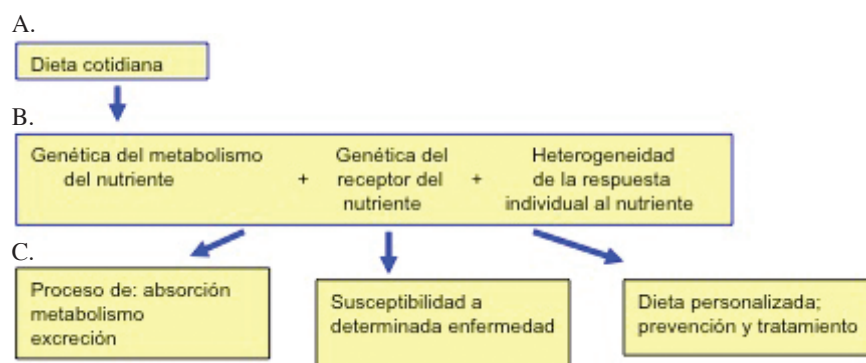 A.
Dieta cotidiana
B.
Genética del metabolismo
del nutriente
+
Genética del
receptor del
nutriente
+
Heterogeneidad
de la respuesta
individual al nutriente
C.
Proceso de: absorción
metabolismo
excreción
Susceptibilidad a
determinada enfermedad
Dieta personalizada;
prevención y tratamiento